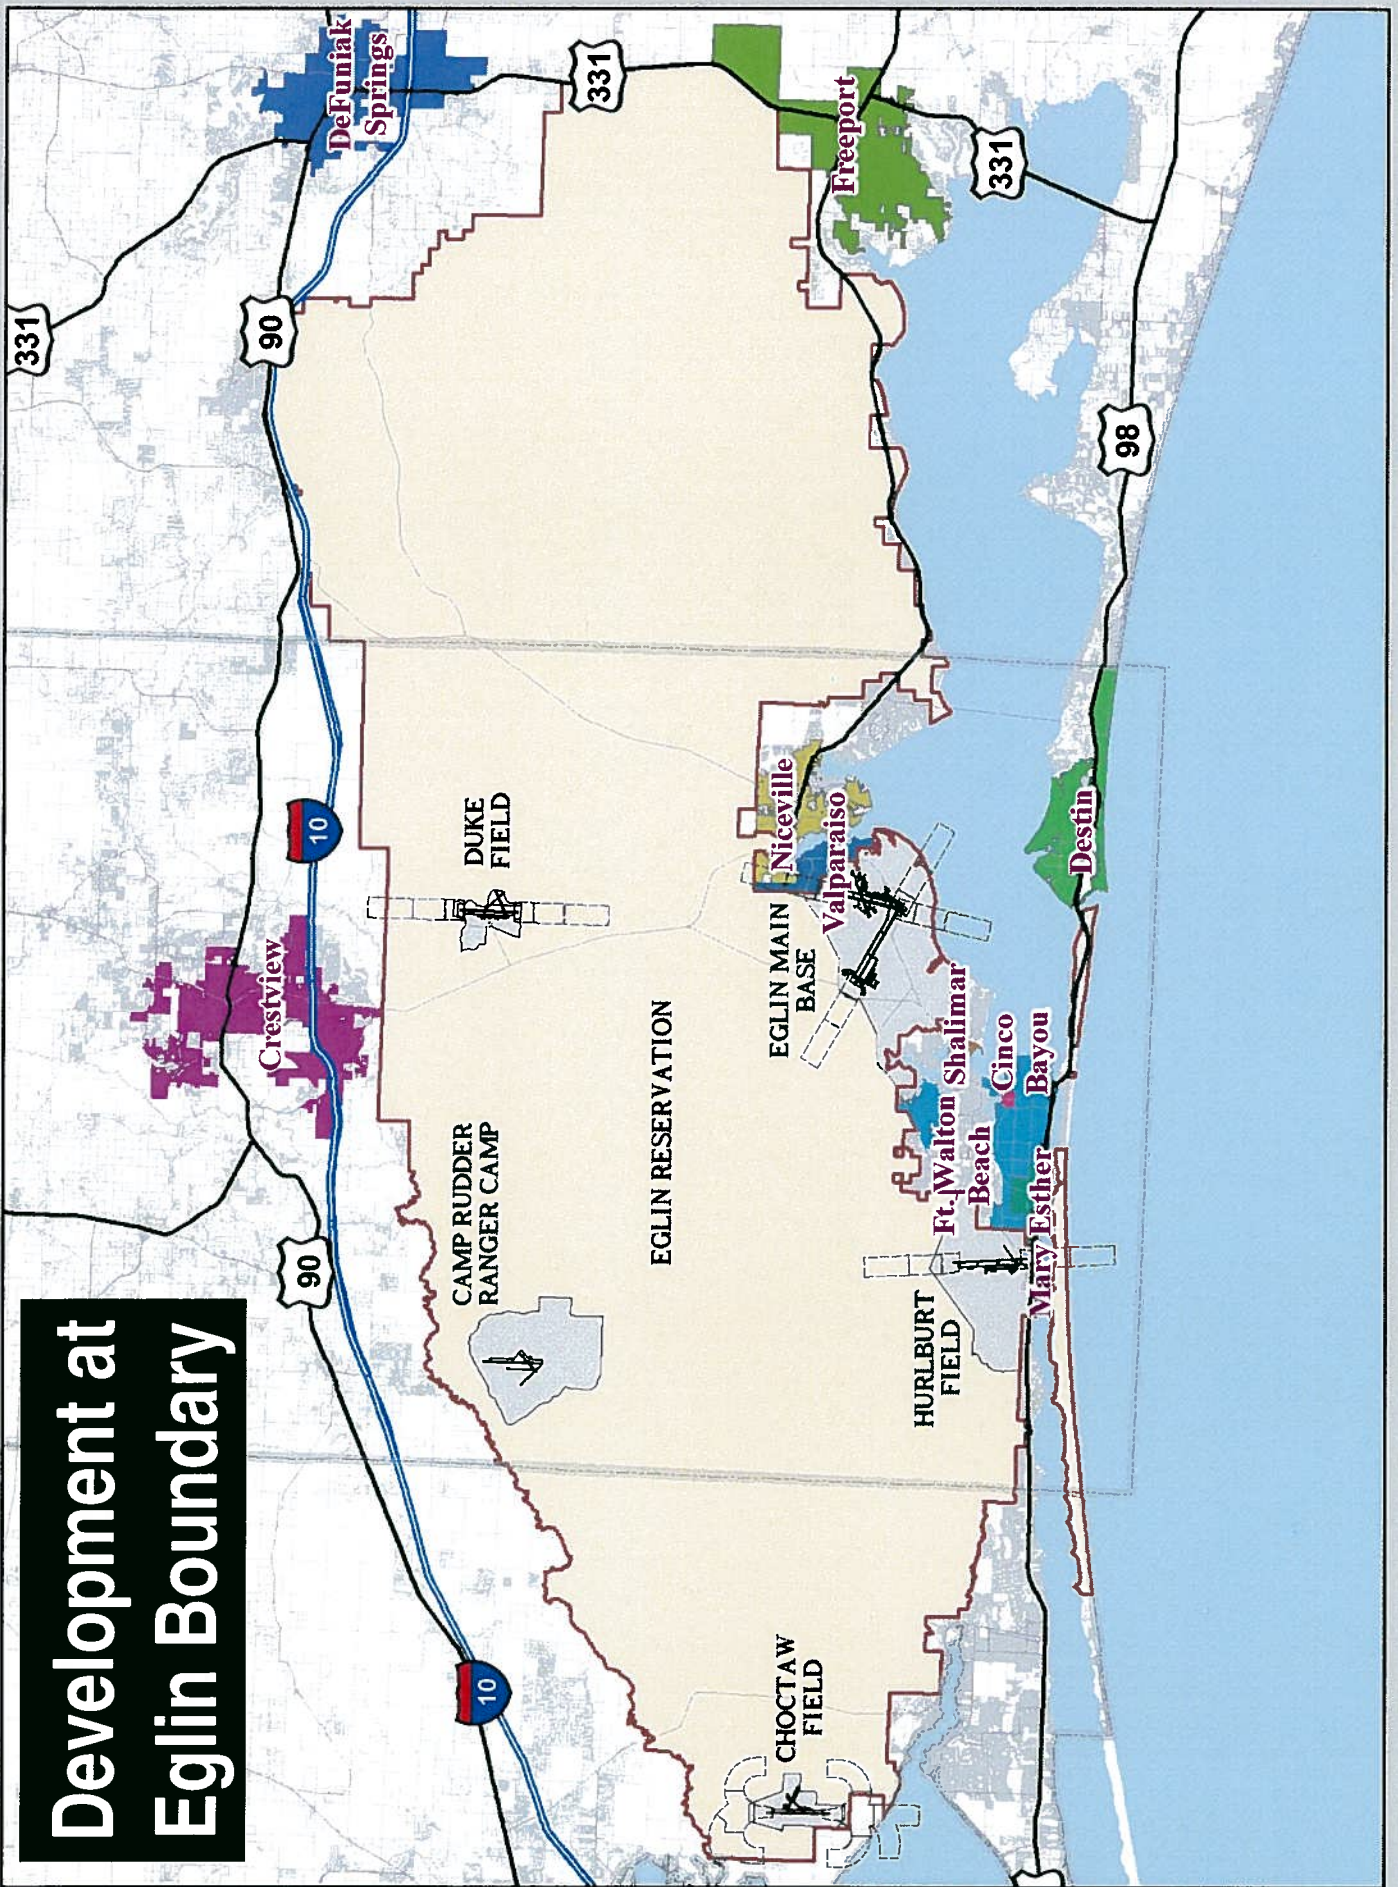 Development at
Eglin Boundary
331
90
331
331
98
10
90
10
DeFuniak
Springs
Freeport
Crestview
DUKE
FIELD
CAMP RUDDER
RANGER CAMP
EGLIN RESERVATION
Niceville
Valparaiso
EGLIN MAIN
BASE
Destin
Shalimar
Cinco
Bayou
Ft. Walton
Beach
Mary Esther
HURLBURT
FIELD
CHOCTAW
FIELD